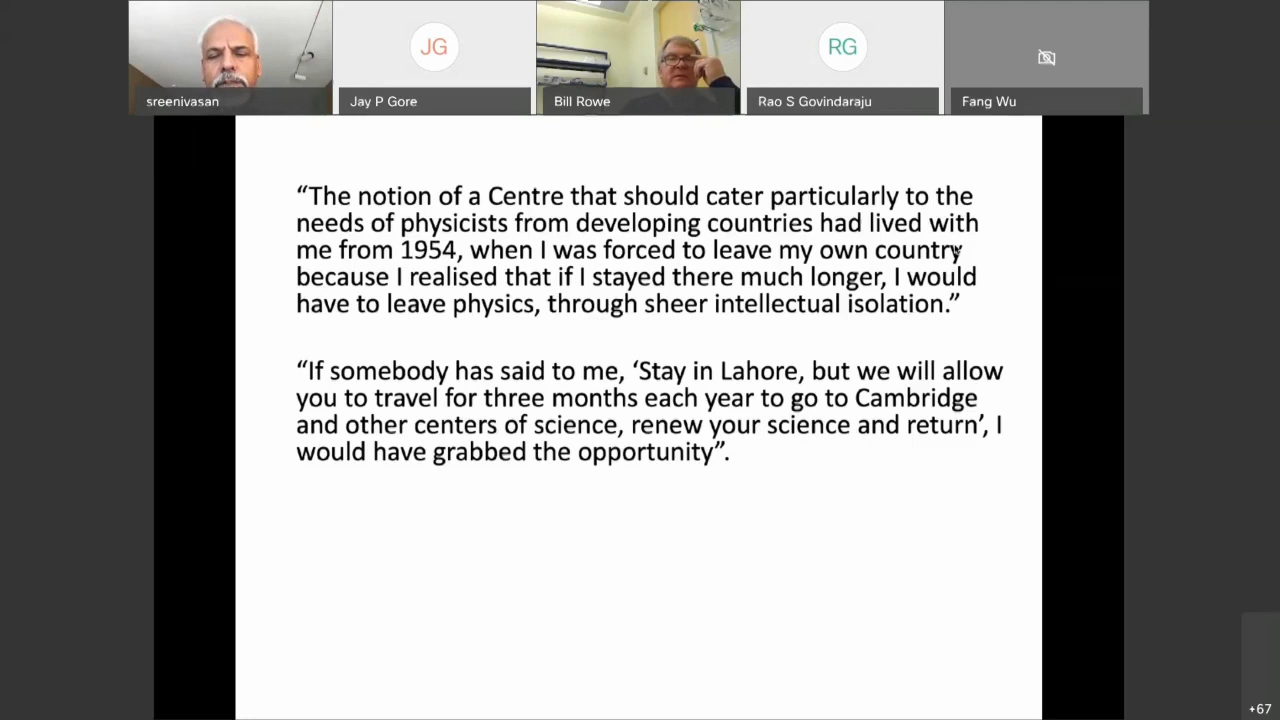 JG
RG
sreenivasan
Jay P Gore
Bill Rowe
Rao S Govindaraju
Fang Wu
“The notion of a Centre that should cater particularly to the
needs of physicists from developing countries had lived with
me from 1954, when I was forced to leave my own country
because I realised that if I stayed there much longer, I would
have to leave physics, through sheer intellectual isolation.”
“If somebody has said to me, ‘Stay in Lahore, but we will allow
you to travel for three months each year to go to Cambridge
and other centers of science, renew your science and return’, I
would have grabbed the opportunity”.
+67